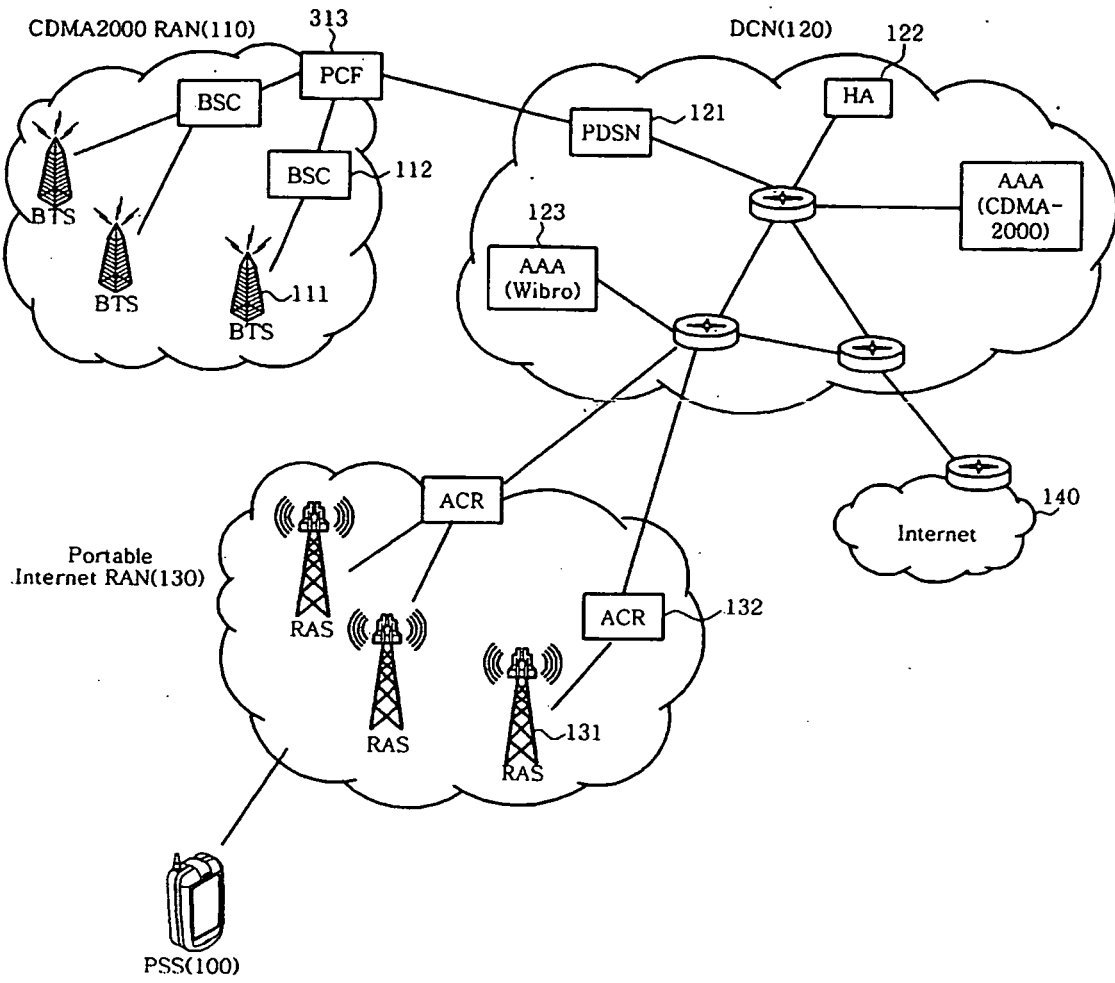 CDMA2000 RAN(110)
313
PCF
BSC
BSC
112
BTS
BTS
BTS
111
DCN(120)
122
HA
PDSN
121
AAA
(CDMA-
2000)
123
AAA
(Wibro)
Internet
140
Portable
Internet RAN(130)
ACR
ACR
132
RAS
RAS
RAS
131
PSS(100)